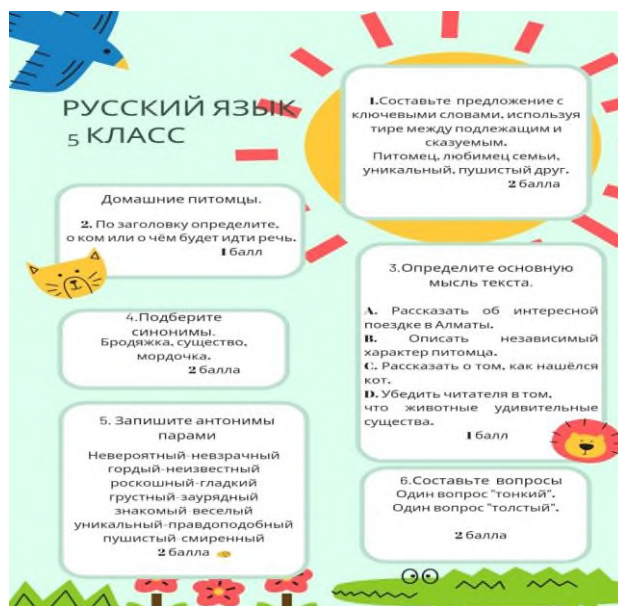 РУССКИЙ ЯЗЫК
5 КЛАСС
1.Составьте предложение с
ключевыми словами, используя
тире между подлежащим и
сказуемым.
Питомец, любимец семьи,
уникальный, пушистый друг.
2 балла
Домашние питомцы.
2. По заголовку определите,
о ком или о чём будет идти речь.
1 балл
3.Определите основную
мысль текста.
A. Рассказать об интересной
поездке в Алматы.
B. Описать независимый
характер питомца.
C. Рассказать о том, как нашёлся
кот.
D. Убедить читателя в том,
что животные удивительные
существа.
1 балл
4.Подберите
синонимы.
Бродяжка, существо,
мордочка.
2 балла
5. Запишите антонимы
парами
Невероятный-невзрачный
гордый-неизвестный
роскошный-гладкий
грустный-заурядный
знакомый-веселый
уникальный-правдоподобный
пушистый-смиренный
2 балла
6.Составьте вопросы
Один вопрос "тонкий".
Один вопрос "толстый".
2 балла